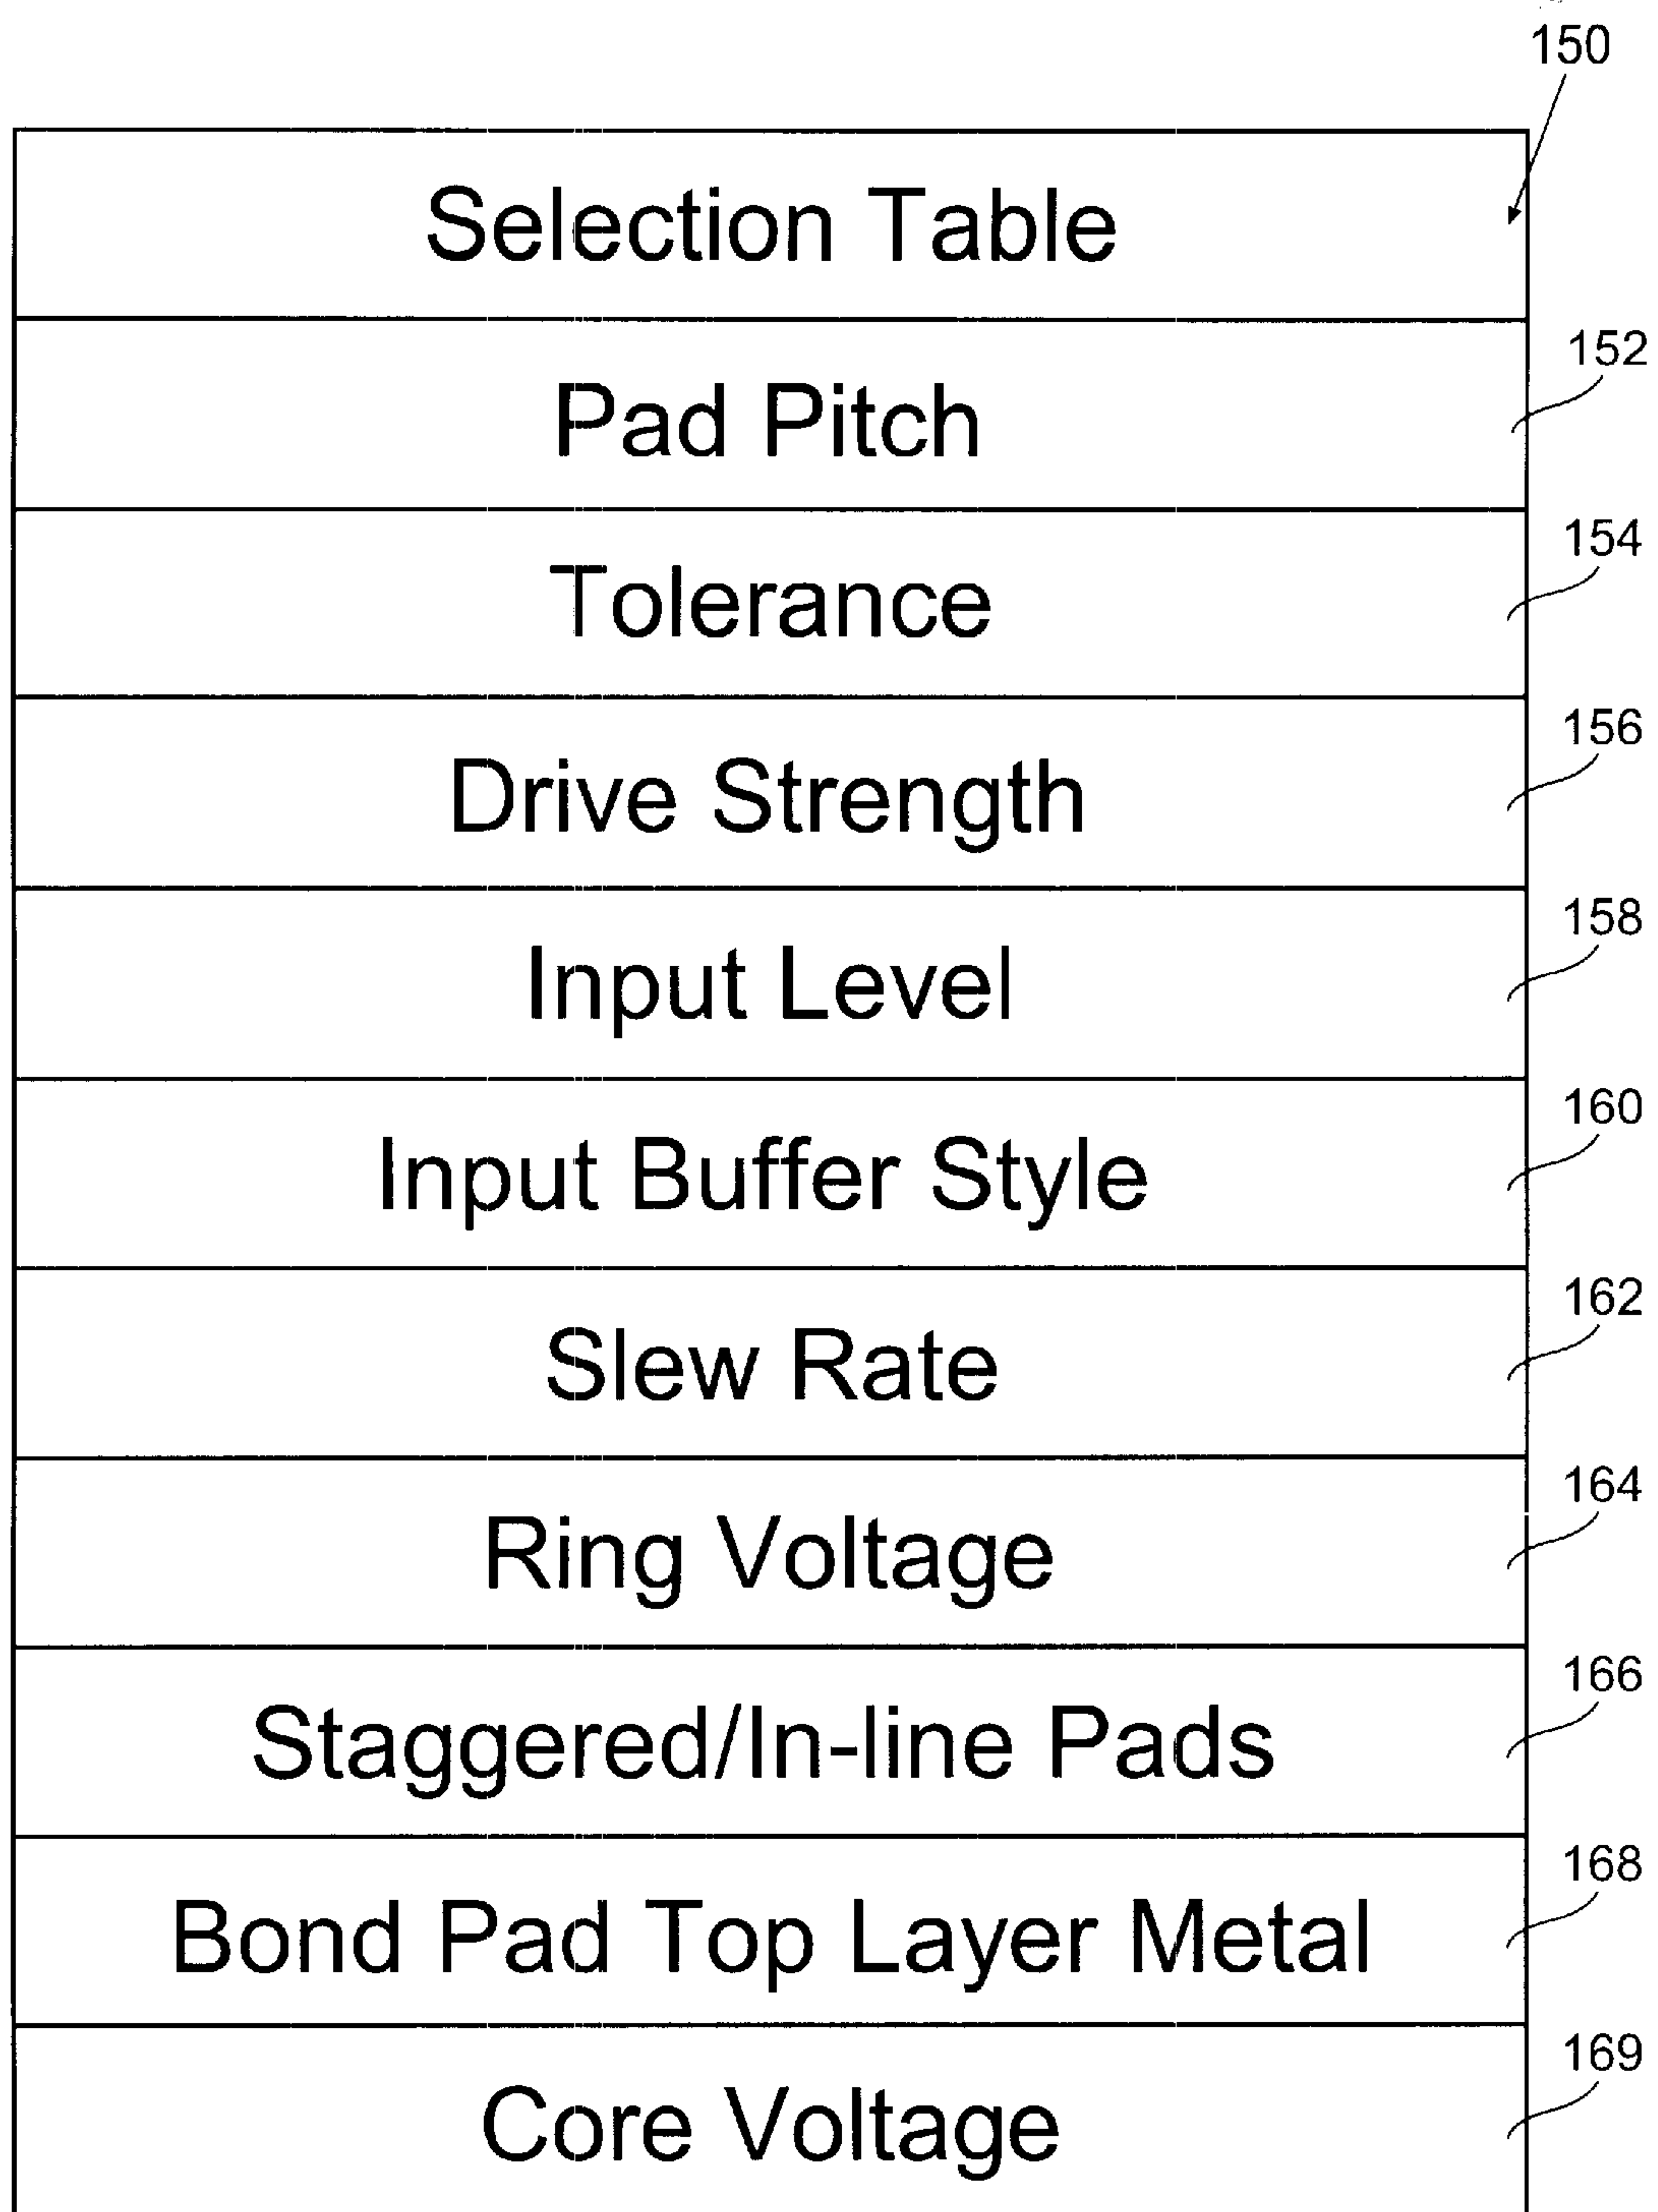 150
Selection Table
152
Pad Pitch
154
Tolerance
156
Drive Strength
158
Input Level
160
Input Buffer Style
162
Slew Rate
164
Ring Voltage
166
Staggered/In-line Pads
168
Bond Pad Top Layer Metal
169
Core Voltage